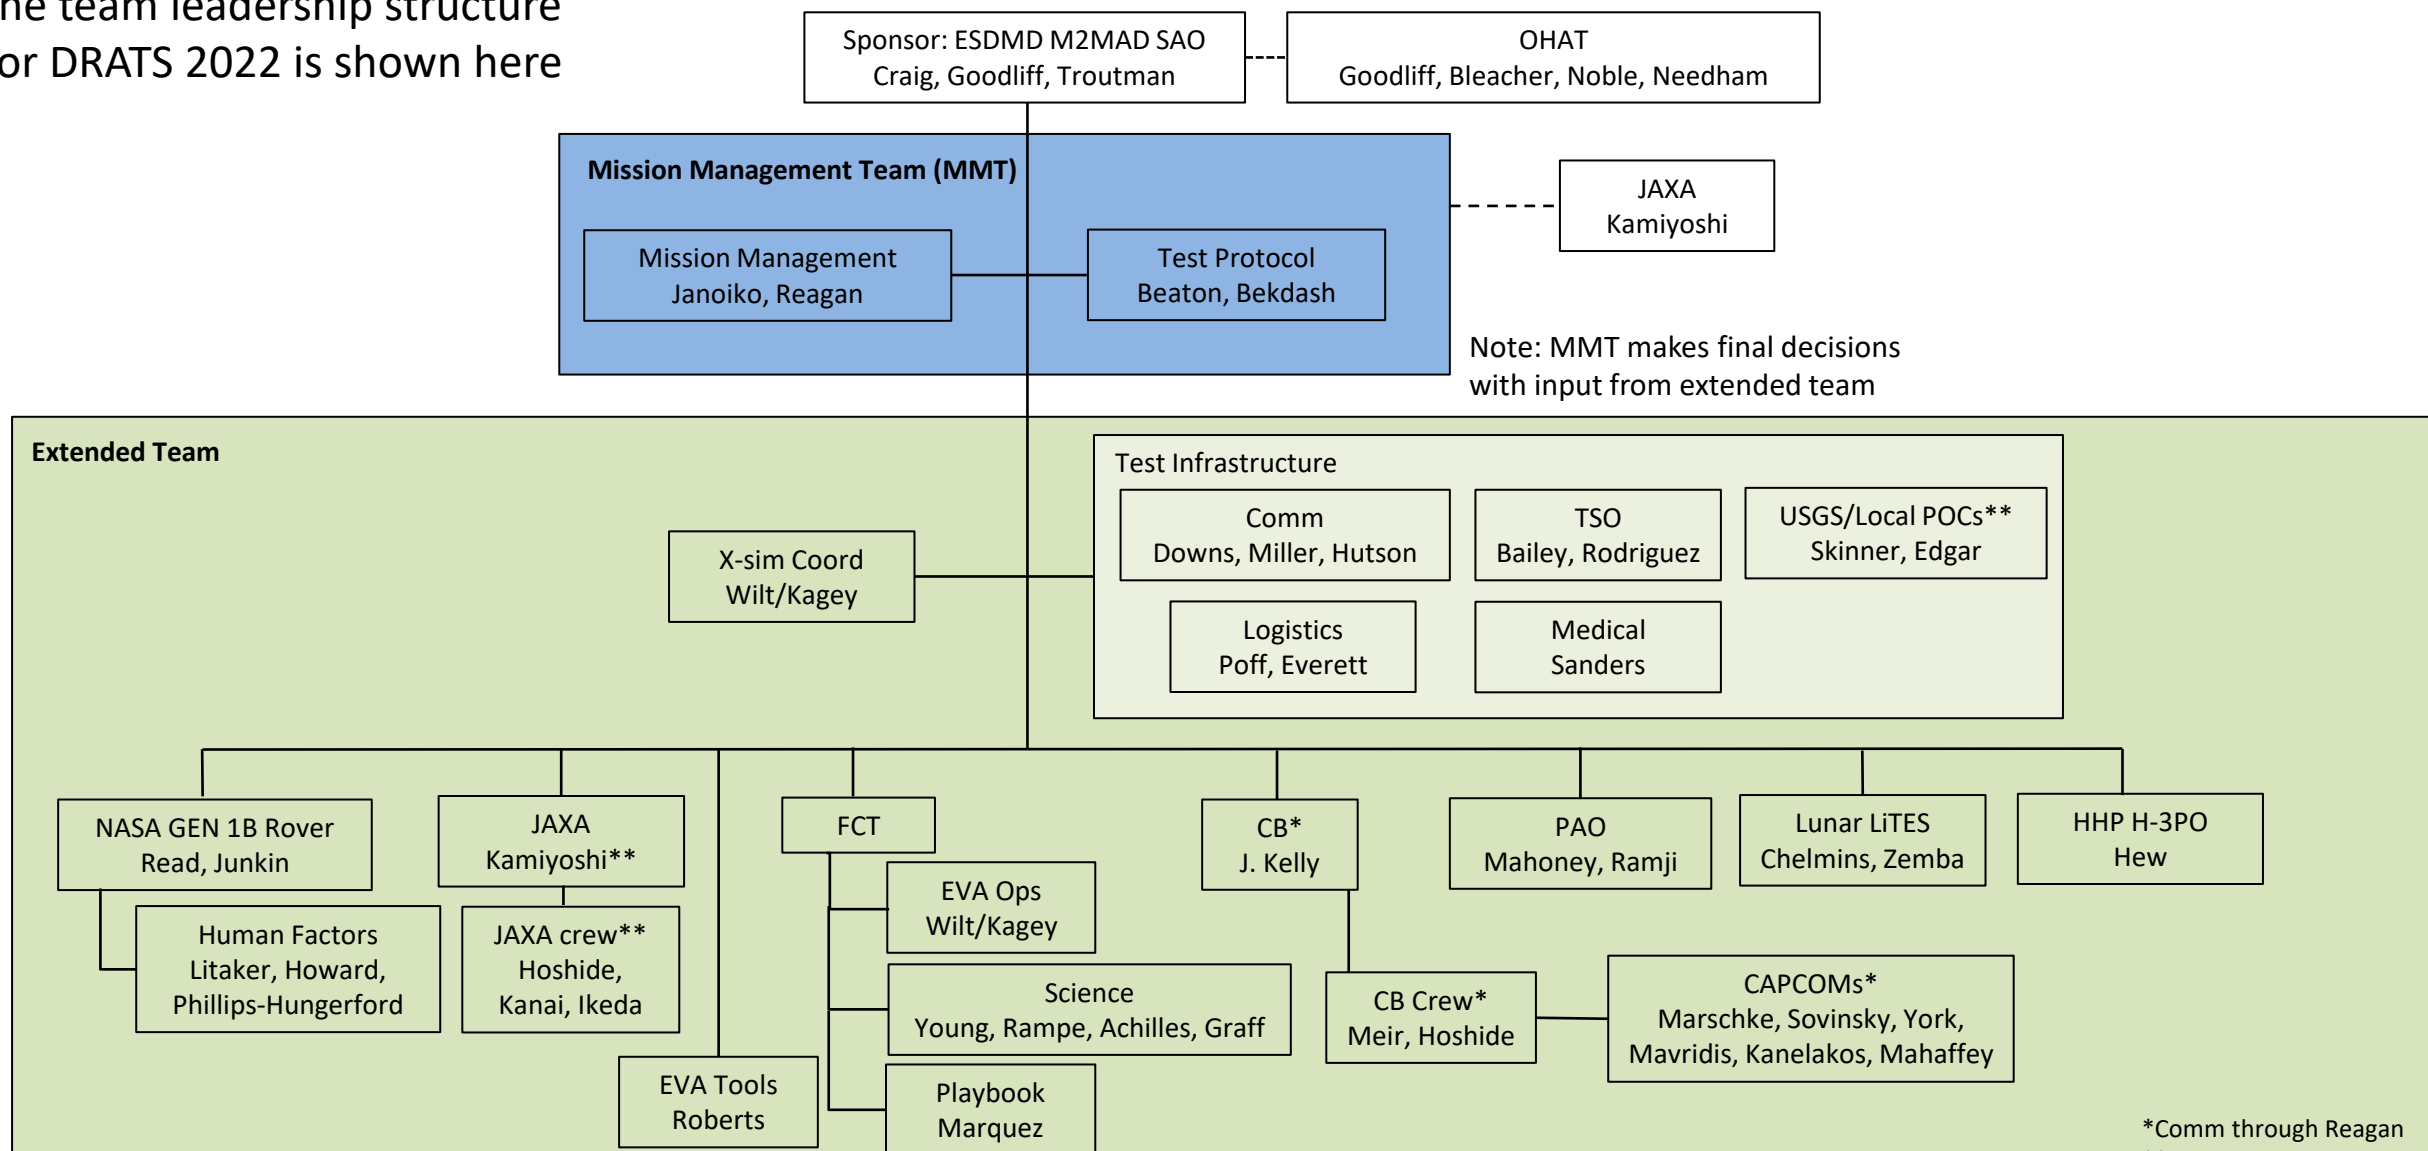 he team leadership structure
or DRATS 2022 is shown here
Sponsor: ESDMD M2MAD SAO
Craig, Goodliff, Troutman
OHAT
Goodliff, Bleacher, Noble, Needham
Mission Management Team (MMT)
JAXA
Kamiyoshi
Mission Management
Janoiko, Reagan
Test Protocol
Beaton, Bekdash
Note: MMT makes final decisions
with input from extended team
Extended Team
Test Infrastructure
Comm
Downs, Miller, Hutson
TSO
Bailey, Rodriguez
USGS/Local POCs**
Skinner, Edgar
X-sim Coord
Wilt/Kagey
Logistics
Poff, Everett
Medical
Sanders
NASA GEN 1B Rover
Read, Junkin
JAXA
Kamiyoshi**
FCT
CB*
J. Kelly
PAO
Mahoney, Ramji
Lunar LiTES
Chelmins, Zemba
HHP H-3PO
Hew
Human Factors
Litaker, Howard,
Phillips-Hungerford
JAXA crew**
Hoshide,
Kanai, Ikeda
EVA Ops
Wilt/Kagey
Science
Young, Rampe, Achilles, Graff
CB Crew*
Meir, Hoshide
CAPCOMs*
Marschke, Sovinsky, York,
Mavridis, Kanelakos, Mahaffey
EVA Tools
Roberts
Playbook
Marquez
*Comm through Reagan